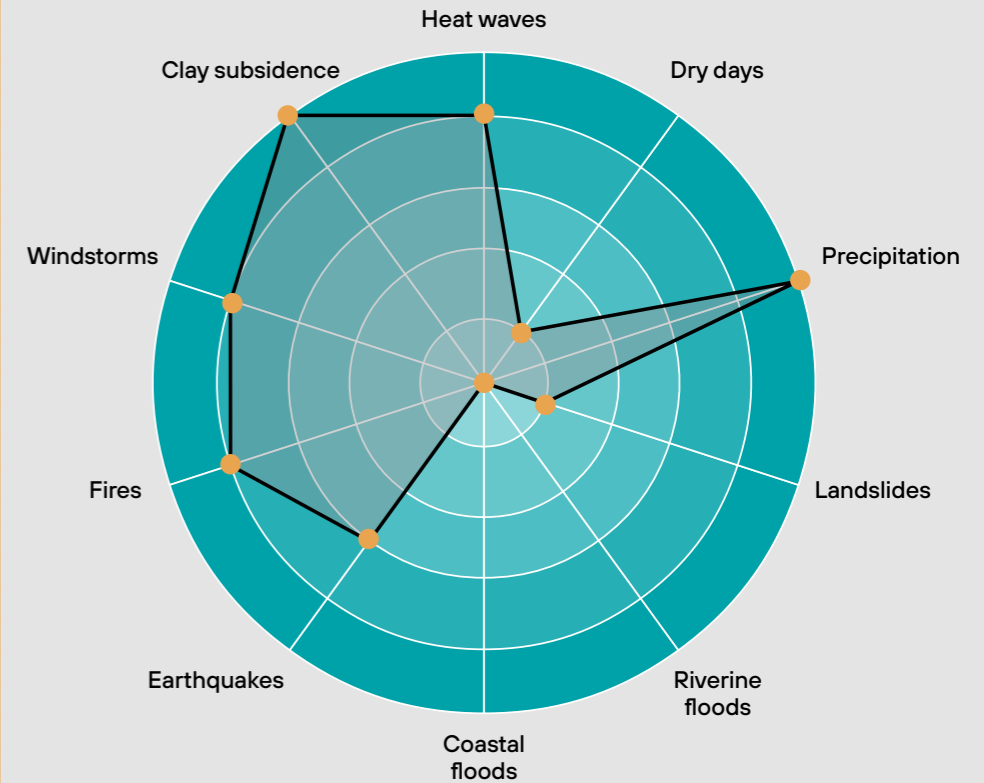 Heat waves
Clay subsidence
Dry days
Windstorms
Precipitation
Fires
Landslides
Earthquakes
Riverine
floods
Coastal
floods